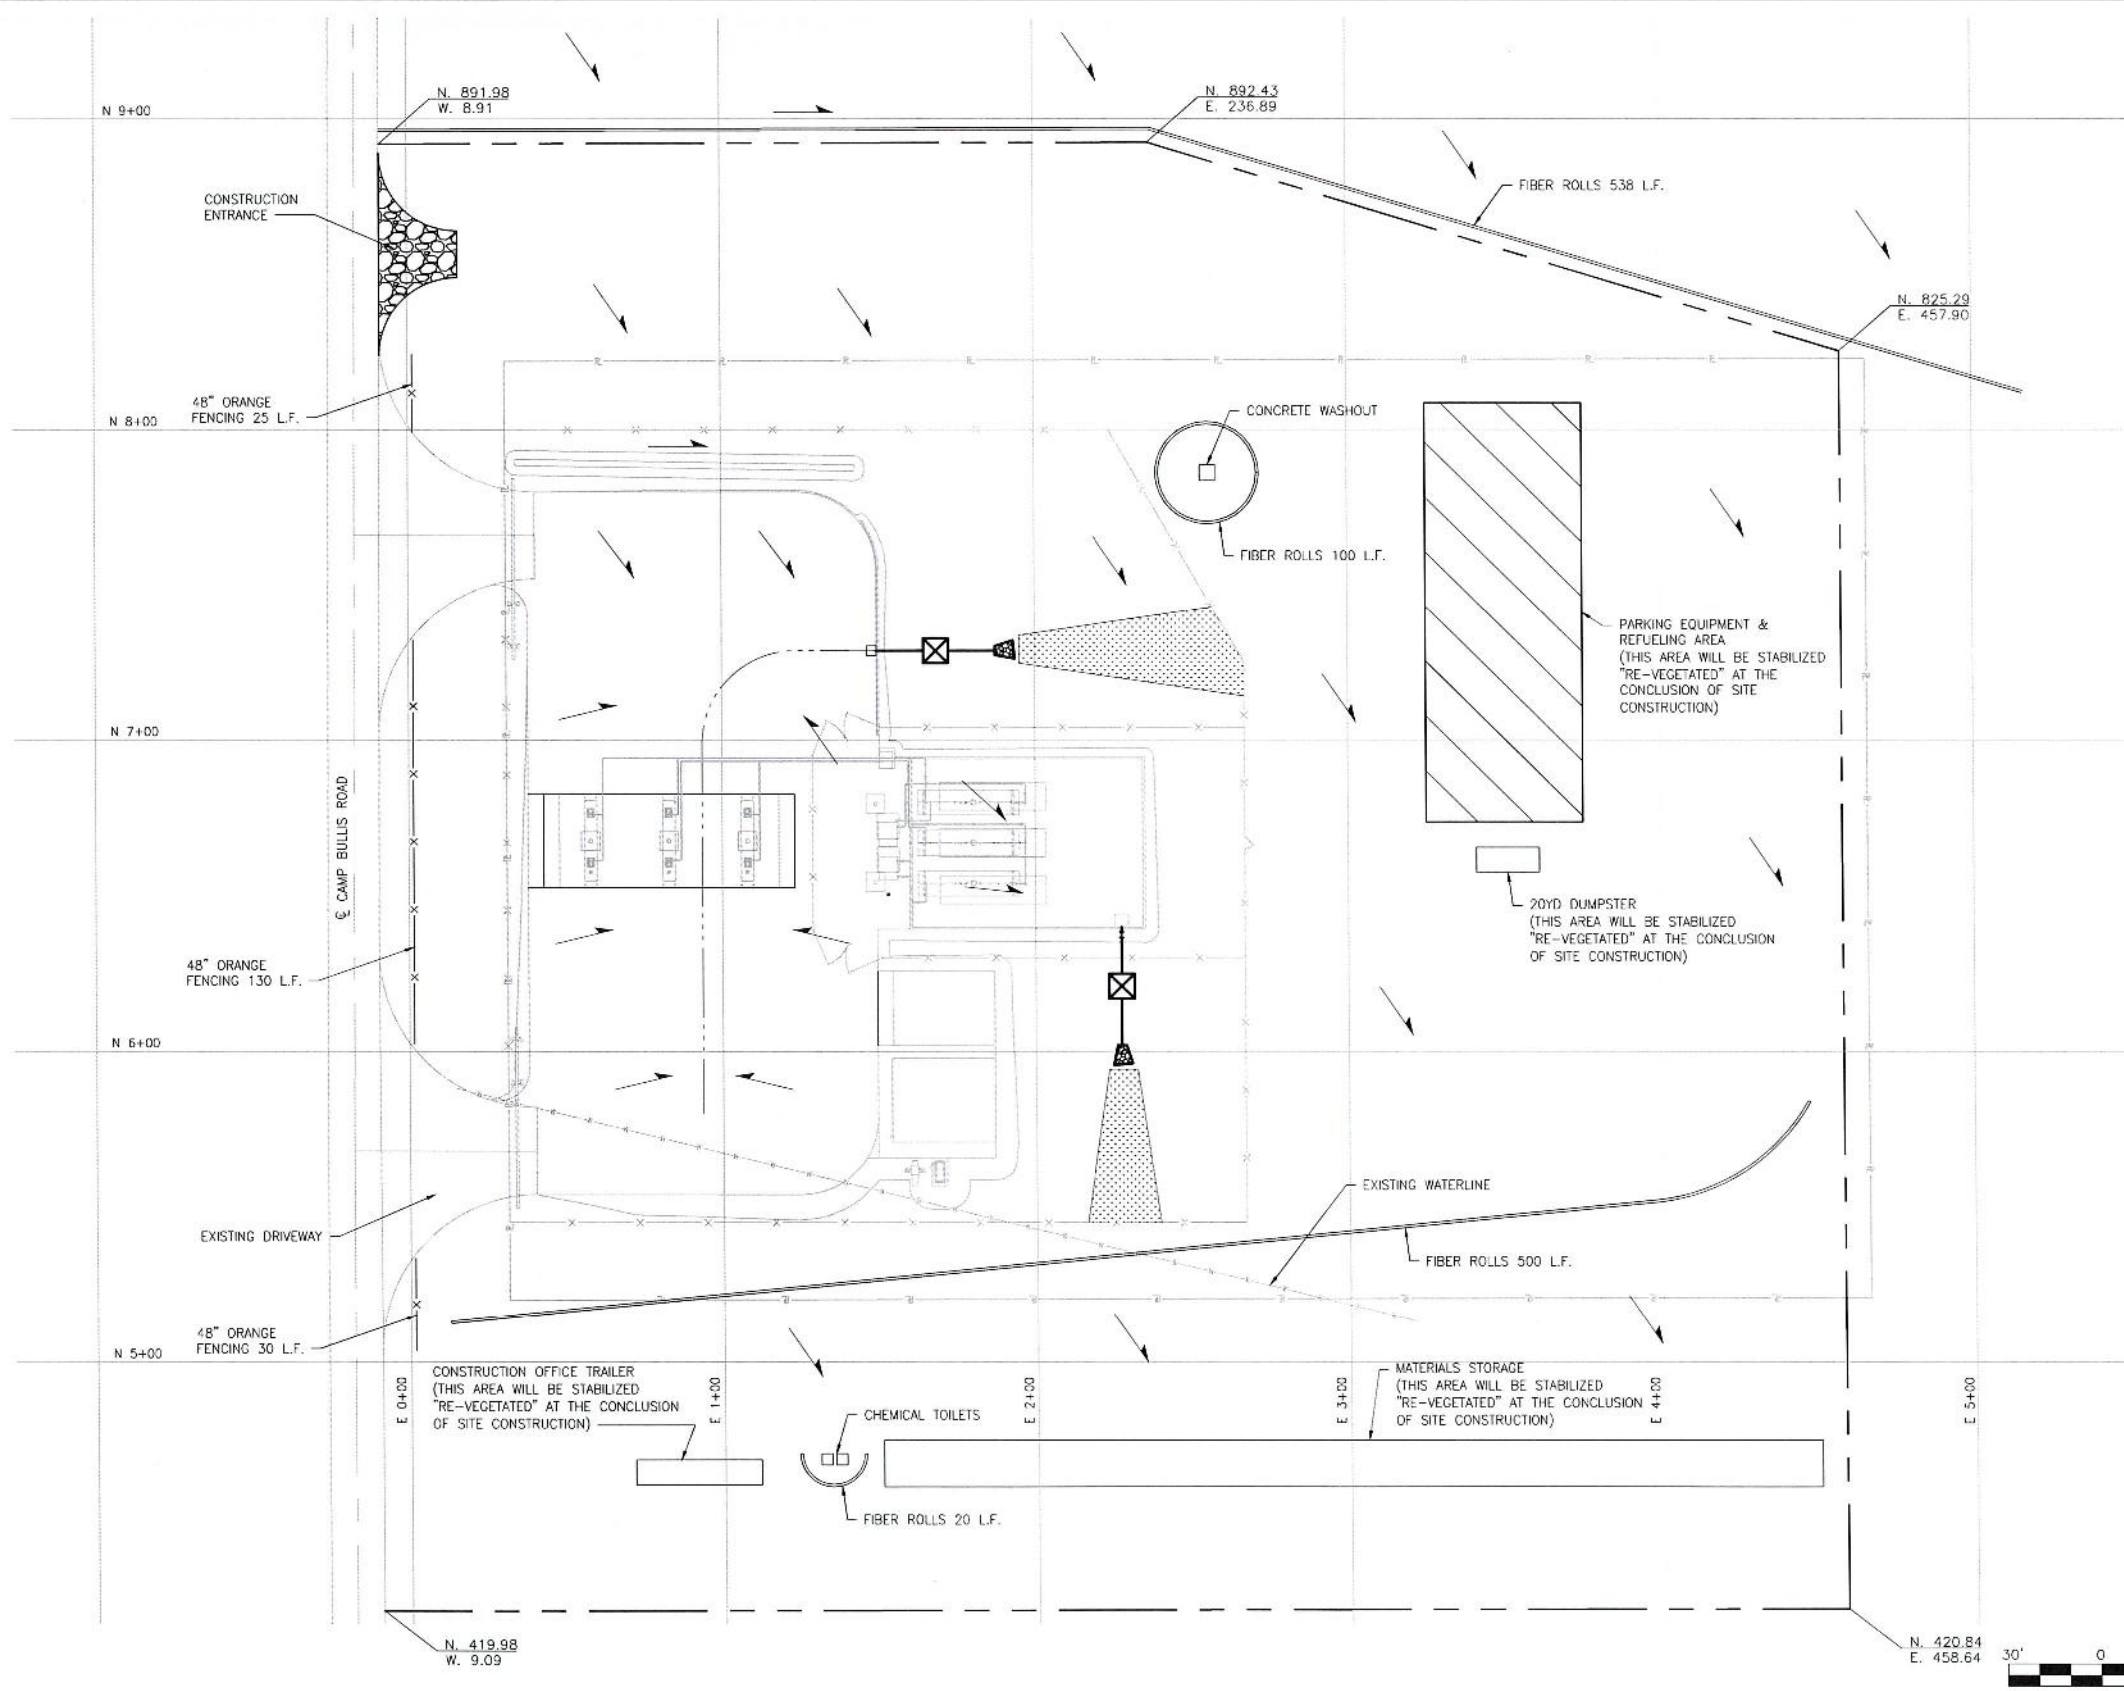 N. 891.98
W. 8.91
N. 892.43
E. 236.89
N 9+00
CONSTRUCTION
ENTRANCE
FIBER ROLLS 538 L.F.
N. 825.29
E. 457.90
48" ORANGE
FENCING 25 L.F.
N 8+00
CONCRETE WASHOUT
FIBER ROLLS 100 L.F.
PARKING EQUIPMENT &
REFUELING AREA
(THIS AREA WILL BE STABILIZED
"RE-VEGETATED" AT THE
CONCLUSION OF SITE
CONSTRUCTION)
N 7+00
℄ CAMP BULLIS ROAD
20YD DUMPSTER
(THIS AREA WILL BE STABILIZED
"RE-VEGETATED" AT THE CONCLUSION
OF SITE CONSTRUCTION)
48" ORANGE
FENCING 130 L.F.
N 6+00
EXISTING WATERLINE
EXISTING DRIVEWAY
FIBER ROLLS 500 L.F.
48" ORANGE
FENCING 30 L.F.
N 5+00
CONSTRUCTION OFFICE TRAILER
(THIS AREA WILL BE STABILIZED
"RE-VEGETATED" AT THE CONCLUSION
OF SITE CONSTRUCTION)
MATERIALS STORAGE
(THIS AREA WILL BE STABILIZED
"RE-VEGETATED" AT THE CONCLUSION
OF SITE CONSTRUCTION)
E 0+00
E 1+00
E 2+00
E 3+00
E 4+00
E 5+00
CHEMICAL TOILETS
FIBER ROLLS 20 L.F.
N. 419.98
W. 9.09
N. 420.84
E. 458.64
30' 0